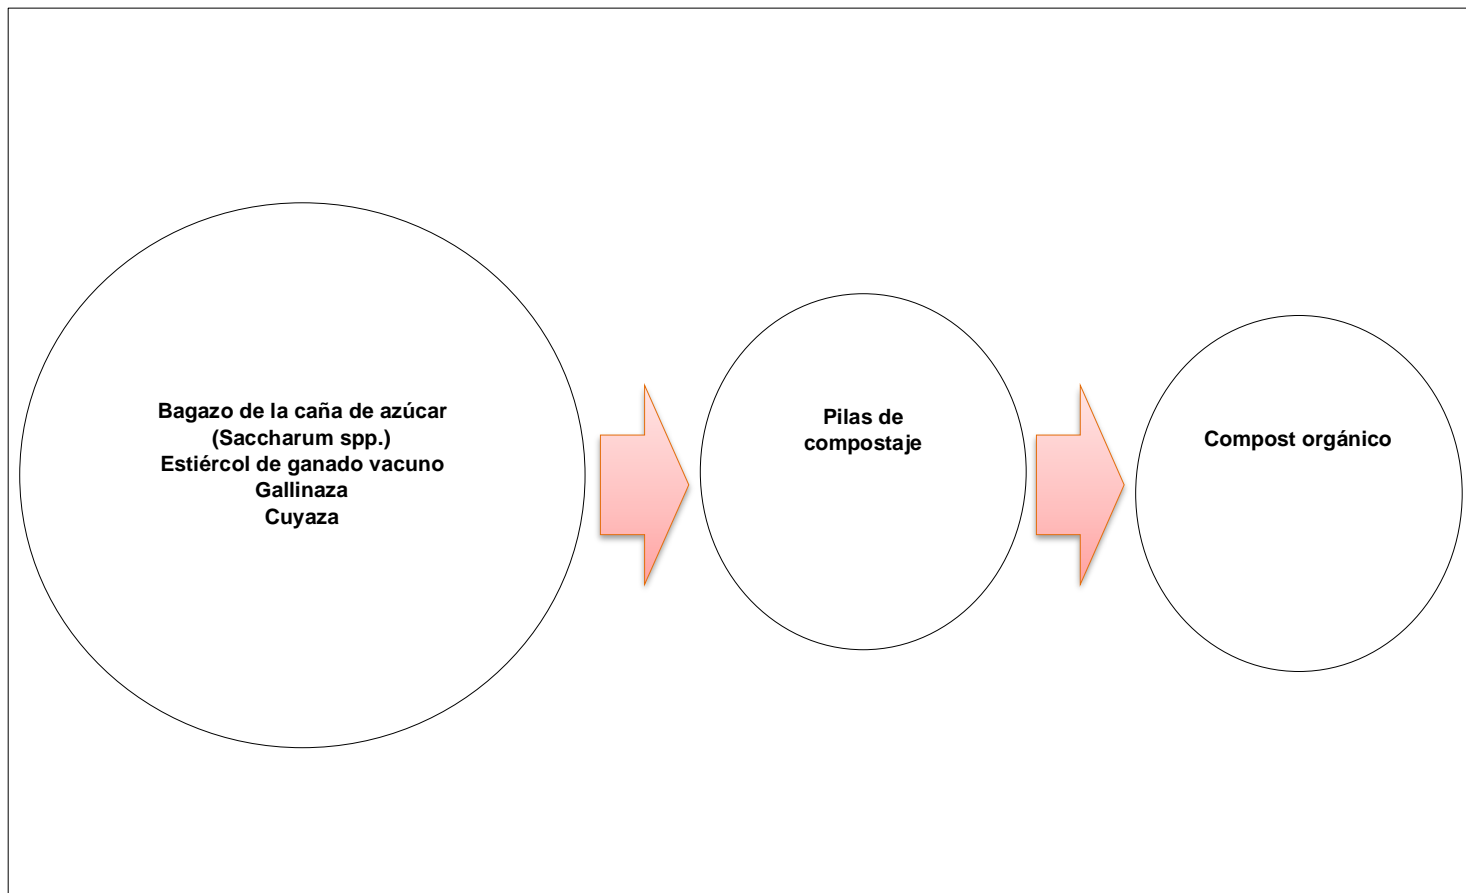 Bagazo de la caña de azúcar
(Saccharum spp.)
Estiércol de ganado vacuno
Gallinaza
Cuyaza
Pilas de
compostaje
Compost orgánico